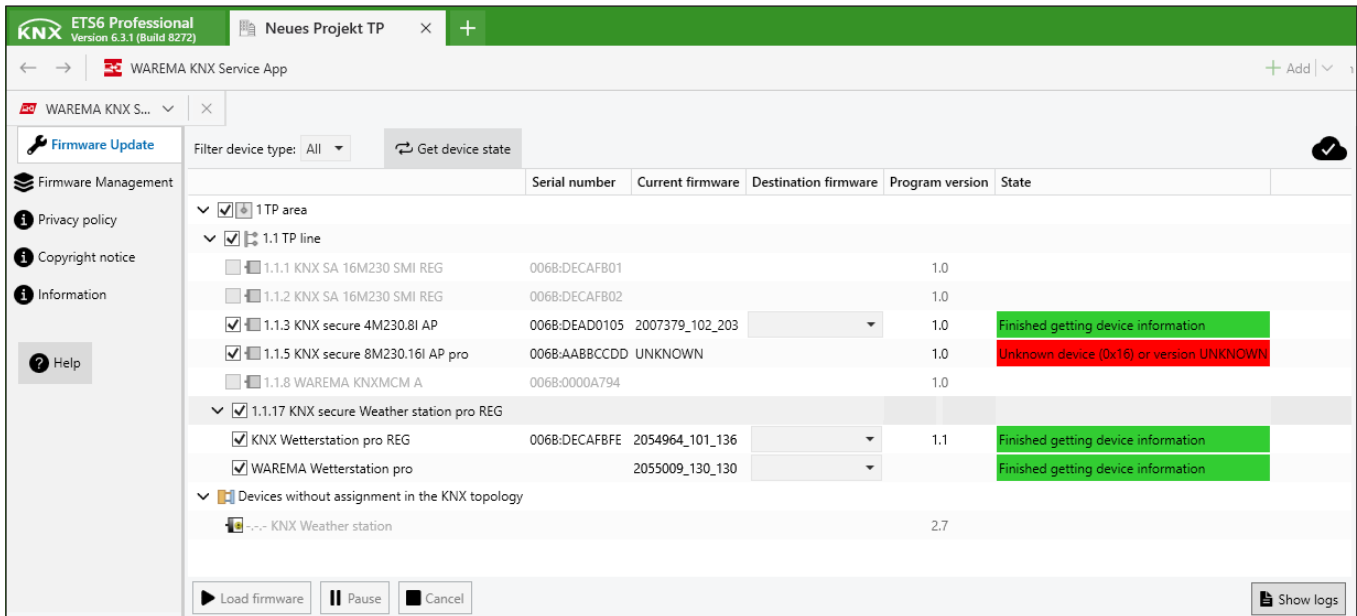 KNX ETS6 Professional
Version 6.3.1 (Build 8272)
Neues Projekt TP
WAREMA KNX Service App
Add
WAREMA KNX S...
Firmware Update
Firmware Management
Privacy policy
Copyright notice
Information
Help
Filter device type: All
Get device state
Serial number Current firmware Destination firmware Program version State
1 TP area
1.1 TP line
1.1.1 KNX SA 16M230 SMI REG 006B:DECAFB01 1.0
1.1.2 KNX SA 16M230 SMI REG 006B:DECAFB02 1.0
1.1.3 KNX secure 4M230.8I AP 006B:DEAD0105 2007379_102_203 1.0 Finished getting device information
1.1.5 KNX secure 8M230.16I AP pro 006B:AABBCCDD UNKNOWN 1.0 Unknown device (0x16) or version UNKNOWN
1.1.8 WAREMA KNXMCM A 006B:0000A794 1.0
1.1.17 KNX secure Weather station pro REG
KNX Wetterstation pro REG 006B:DECAFBFE 2054964_101_136 1.1 Finished getting device information
WAREMA Wetterstation pro 2055009_130_130 Finished getting device information
Devices without assignment in the KNX topology
-.-.- KNX Weather station 2.7
Load firmware
Pause
Cancel
Show logs